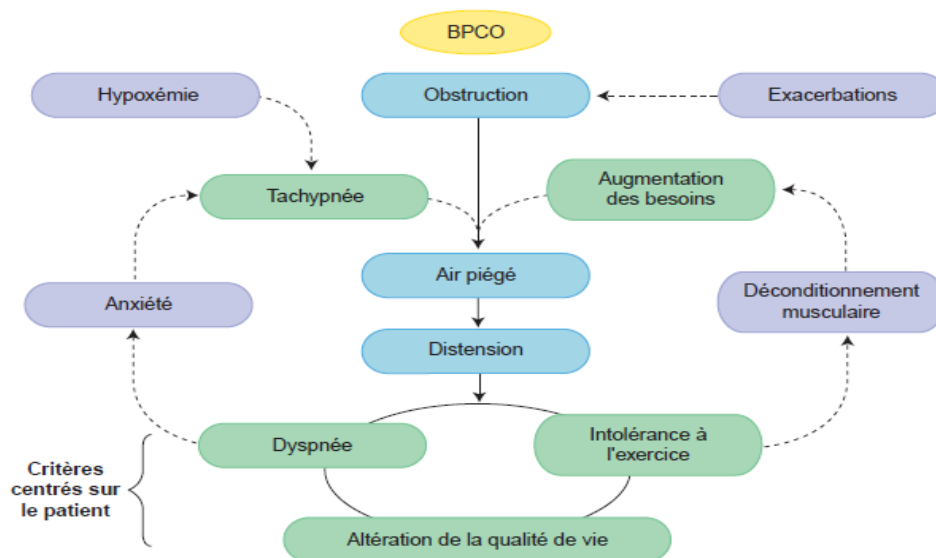 BPCO
Hypoxémie
Obstruction
Exacerbations
Tachypnée
Augmentation
des besoins
Air piégé
Anxiété
Déconditionnement
musculaire
Distension
Dyspnée
Intolérance à
l'exercice
Critères
centrés sur
le patient
Altération de la qualité de vie